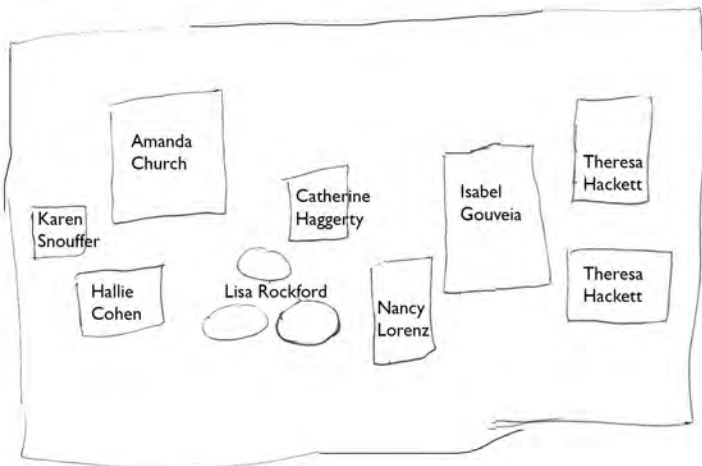 Amanda
Church
Theresa
Hackett
Catherine
Haggerty
Isabel
Gouveia
Karen
Snouffer
Hallie
Cohen
Lisa Rockford
Nancy
Lorenz
Theresa
Hackett